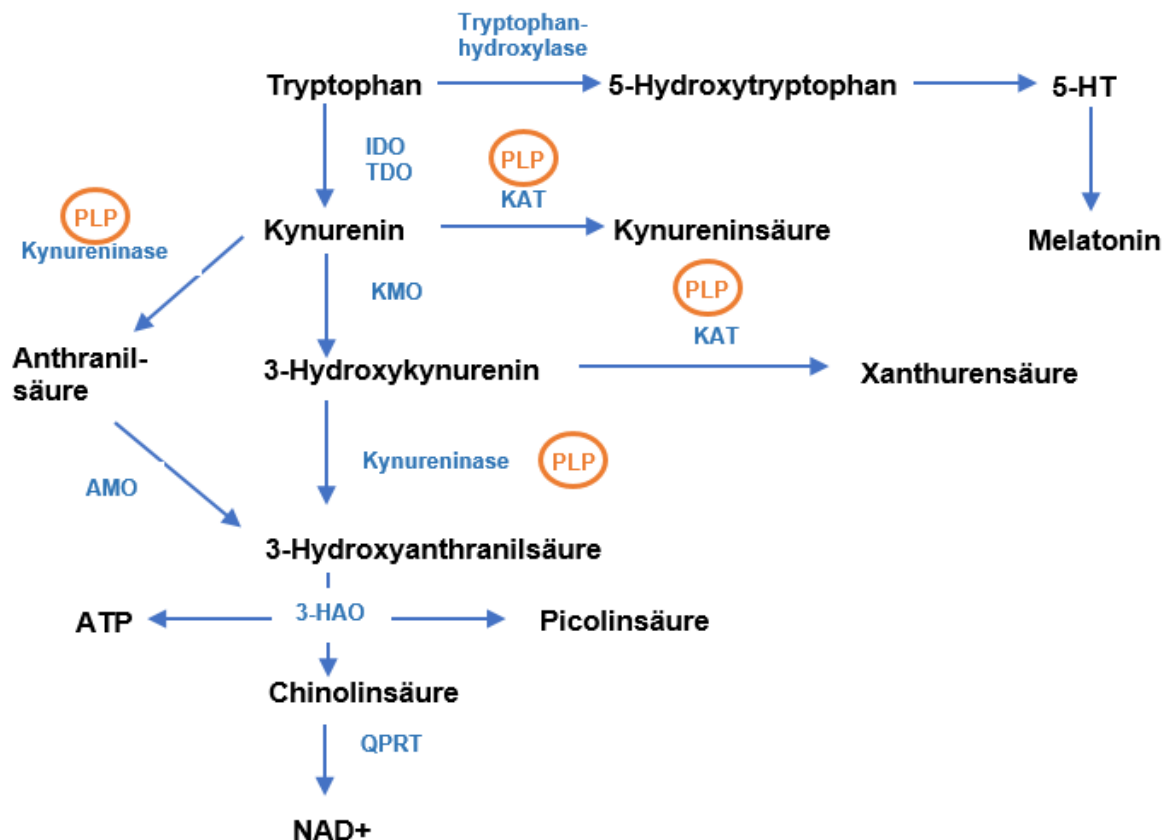 Tryptophan-
hydroxylase
Tryptophan
5-Hydroxytryptophan
5-HT
IDO
TDO
PLP
KAT
PLP
Kynureninase
Kynurenin
Kynureninsäure
Melatonin
KMO
PLP
KAT
Anthranil-
säure
3-Hydroxykynurenin
Xanthurensäure
Kynureninase
PLP
AMO
3-Hydroxyanthranilsäure
ATP
3-HAO
Picolinsäure
Chinolinsäure
QPRT
NAD+